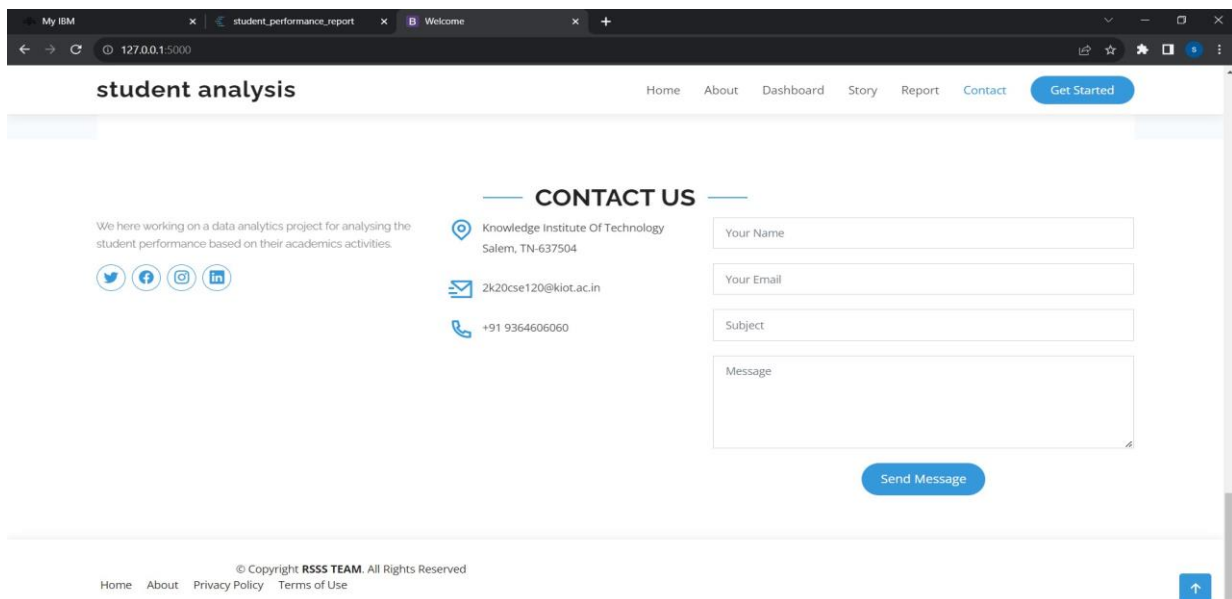 My IBM
student_performance_report
B Welcome
127.0.0.1:5000
s
student analysis
Home About Dashboard Story Report Contact Get Started
CONTACT US
We here working on a data analytics project for analysing the
student performance based on their academics activities.
Knowledge Institute Of Technology
Salem, TN-637504
2k20cse120@kiot.ac.in
+91 9364606060
Your Name
Your Email
Subject
Message
Send Message
© Copyright RSSS TEAM. All Rights Reserved
Home About Privacy Policy Terms of Use